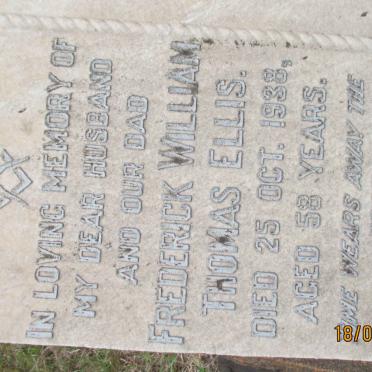 IN LOVING MEMORY OF
MY DEAR HUSBAND
AND OUR DAD
FREDERICK WILLIAM
THOMAS ELLIS.
DIED 25 OCT. 1938,
AGED 58 YEARS.
WEARS AWAY THE
18/0